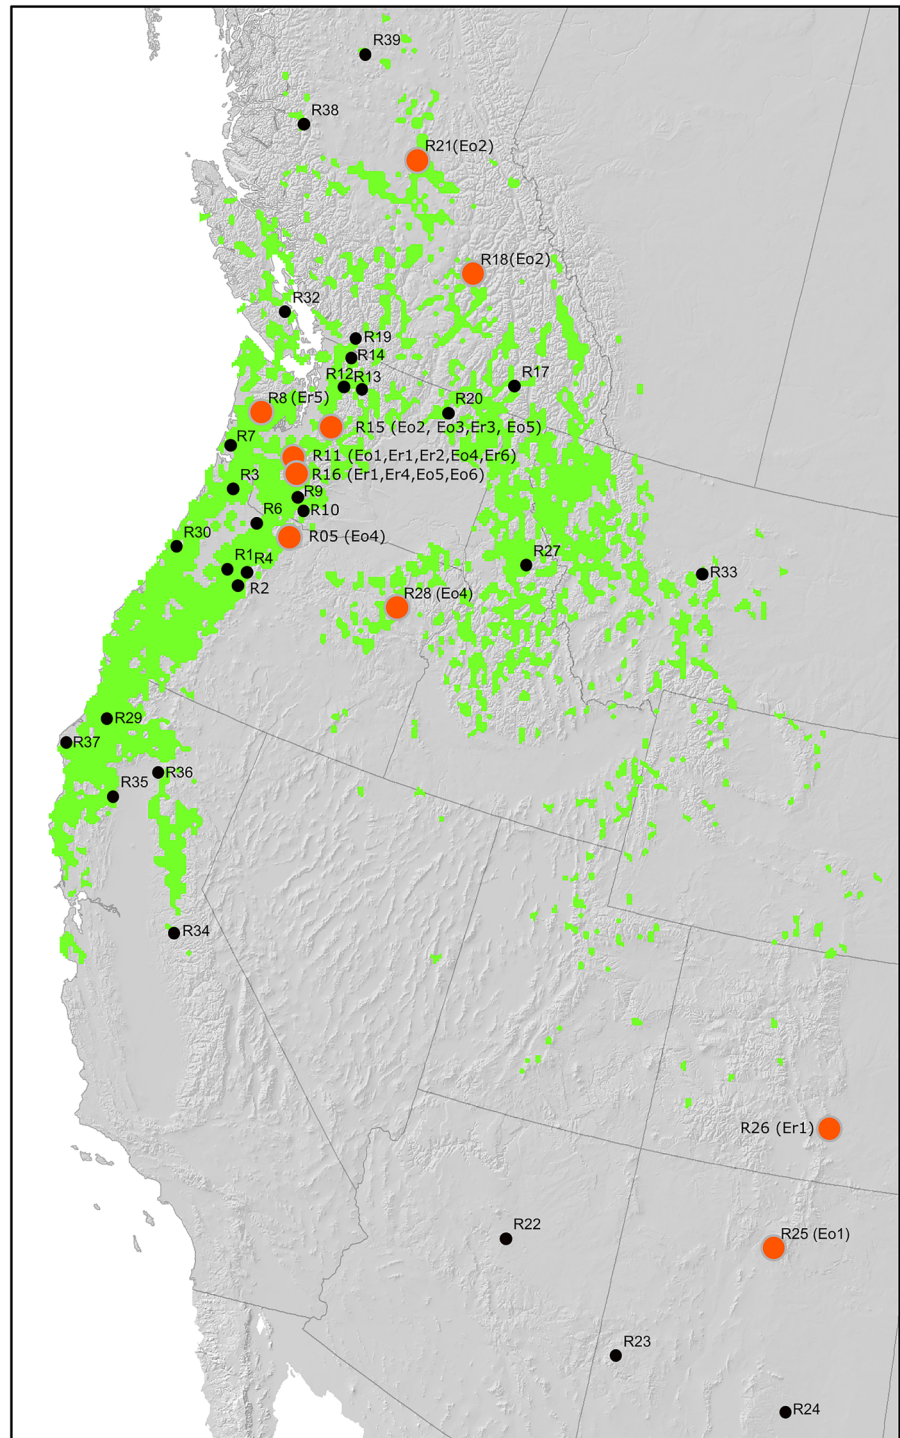 R39
R38
R21(Eo2)
R18(Eo2)
R32
R19
R14
R12
R13
R17
R8 (Er5)
R20
R15 (Eo2, Eo3,Er3, Eo5)
R7
R11 (Eo1,Er1,Er2,Eo4,Er6)
R16 (Er1,Er4,Eo5,Eo6)
R3
R9
R6
R10
R30
R05 (Eo4)
R1
R4
R27
R33
R2
R28 (Eo4)
R29
R37
R36
R35
R34
R26 (Er1)
R22
R25 (Eo1)
R23
R24